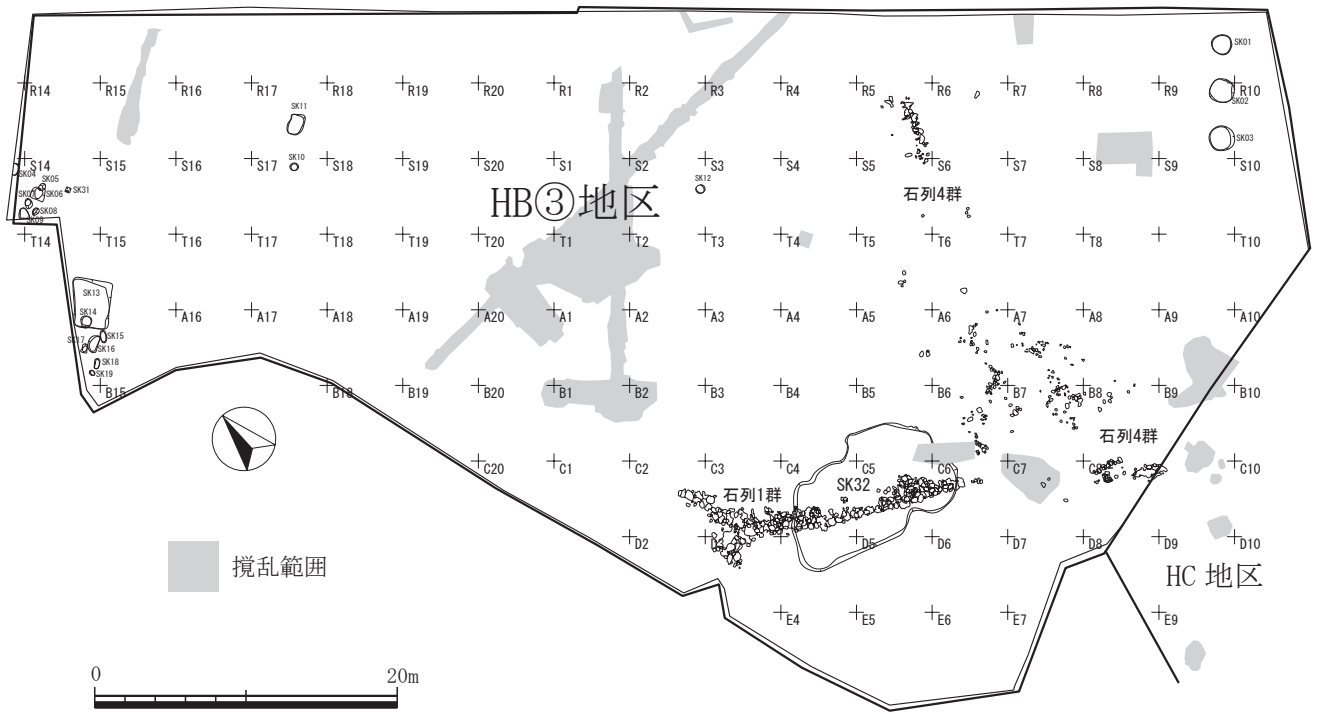 SK01
R14 R15 R16 R17 R18 R19 R20 R1 R2 R3 R4 R5 R6 R7 R8 R9 R10
SK02
SK11
SK03
S14 S15 S16 S17 S18 S19 S20 S1 S2 S3 S4 S5 S6 S7 S8 S9 S10
SK10
SK04
SK05
SK12
SK31
SK06
SK07
SK08
SK09
HB③地区
石列4群
T14 T15 T16 T17 T18 T19 T20 T1 T2 T3 T4 T5 T6 T7 T8 T10
SK13
SK14
A16 A17 A18 A19 A20 A1 A2 A3 A4 A5 A6 A7 A8 A9 A10
SK15
SK17
SK16
SK18
SK19
B15 B18 B19 B20 B1 B2 B3 B4 B5 B6 B7 B8 B9 B10
石列4群
C20 C1 C2 C3 C4 C5 C6 C7 C8 C10
SK32
石列1群
D2 D5 D6 D7 D8 D9 D10
撹乱範囲
HC 地区
E4 E5 E6 E7 E9
0 20m